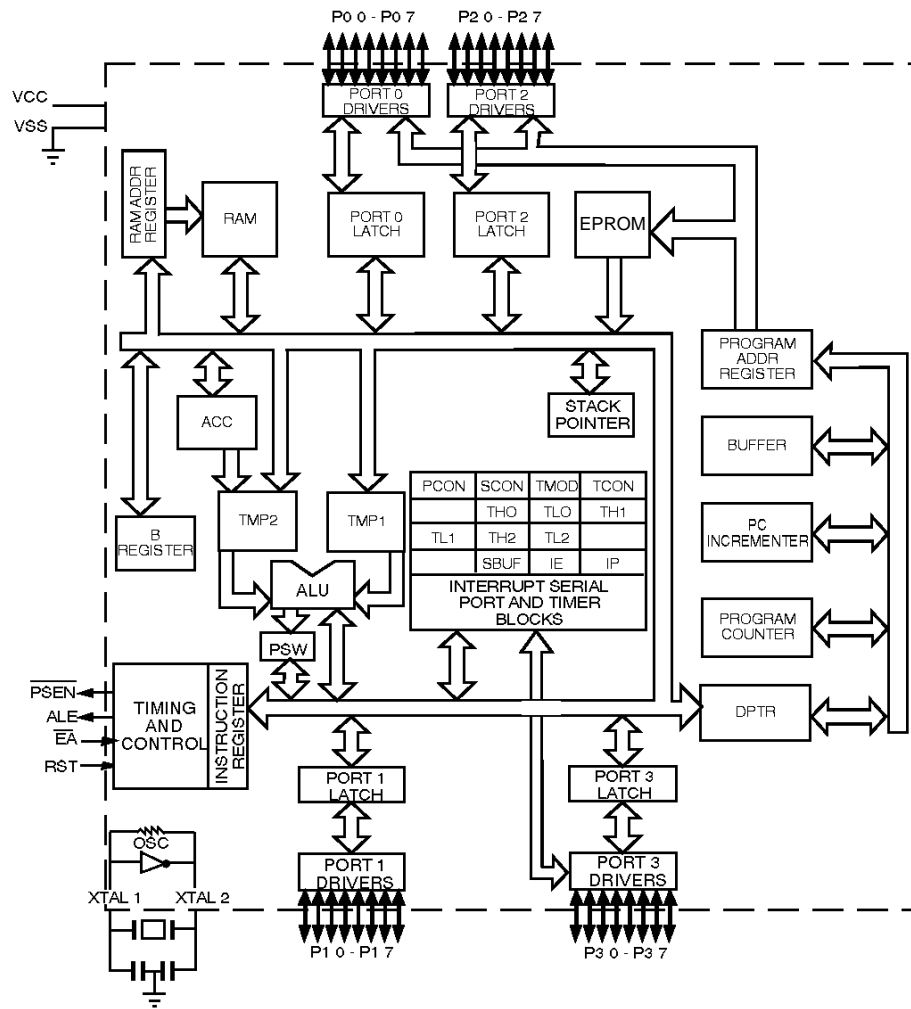 P0 0 - P0 7
P2 0 - P2 7
PORT 0
DRIVERS
PORT 2
DRIVERS
VCC
VSS
RAM ADDR
REGISTER
RAM
PORT 0
LATCH
PORT 2
LATCH
EPROM
PROGRAM
ADDR
REGISTER
STACK
POINTER
ACC
BUFFER
PCON SCON TMOD TCON
THO TLO TH1
TL1 TH2 TL2
SBUF IE IP
INTERRUPT SERIAL
PORT AND TIMER
BLOCKS
TMP2
TMP1
B
REGISTER
PC
INCREMENTER
ALU
PSW
PROGRAM
COUNTER
PSEN
ALE
EA
RST
TIMING
AND
CONTROL
INSTRUCTION
REGISTER
DPTR
PORT 1
LATCH
PORT 3
LATCH
OSC
PORT 1
DRIVERS
PORT 3
DRIVERS
XTAL 1
XTAL 2
P1 0 - P1 7
P3 0 - P3 7